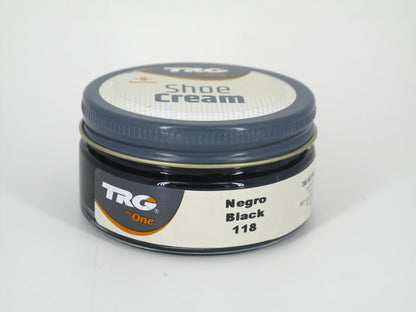 TRG
the One
Shoe
Cream
TRG
the One
Negro
Black
118